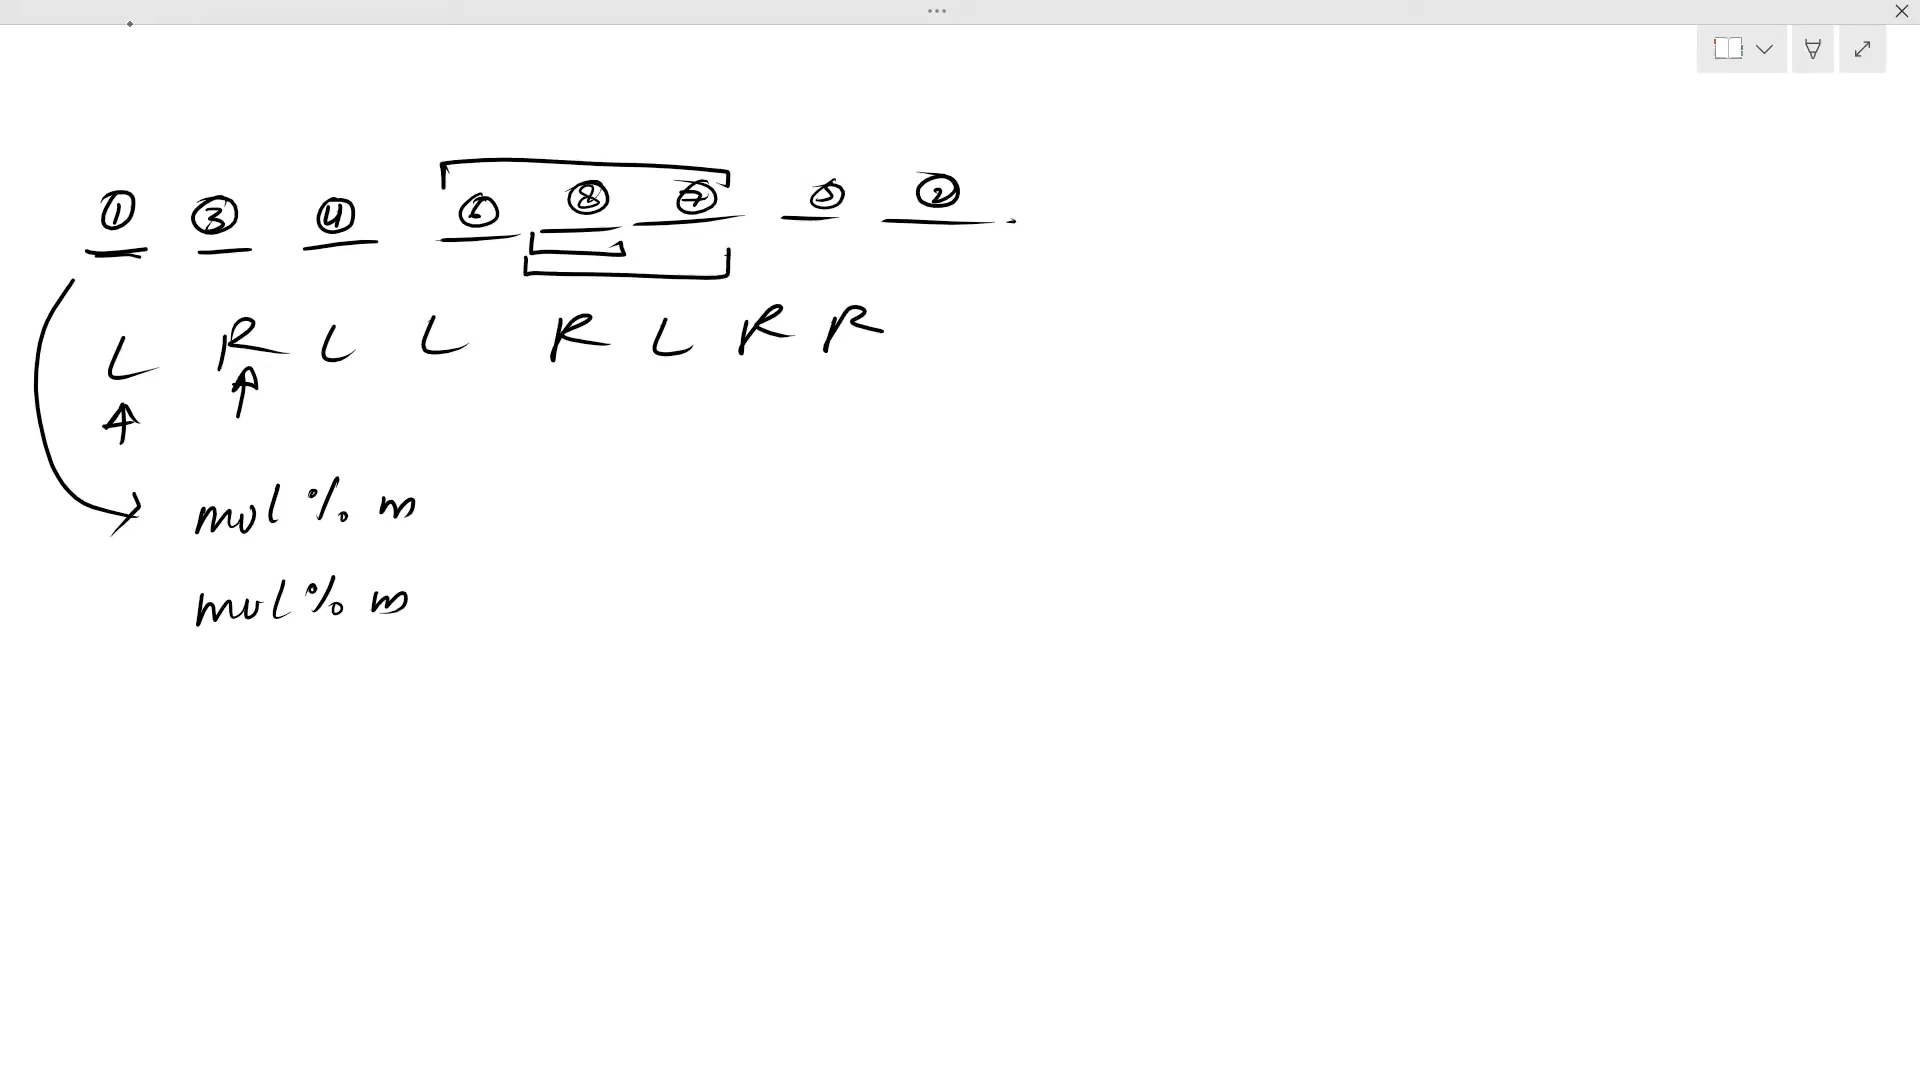 ① ③ ④ ⑥ ⑧ ⑦ ⑤ ②
L R L L R L R R
mul % m
mul % m